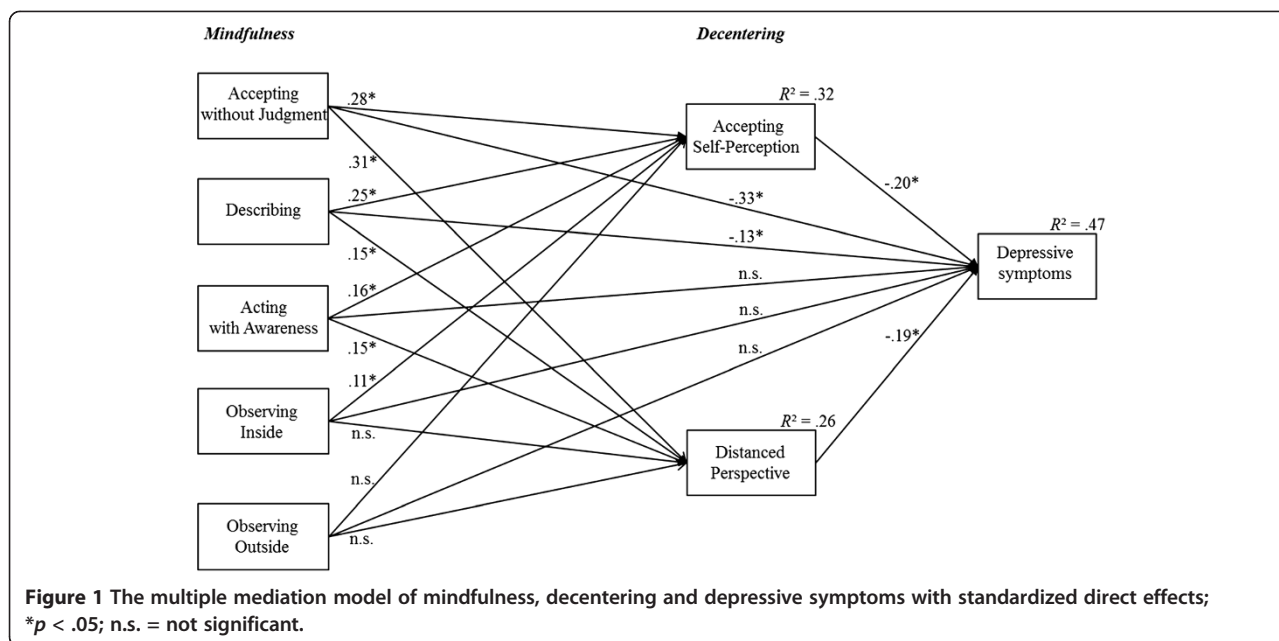 Mindfulness
Decentering
Accepting
without Judgment
.28*
.31*
Describing
.25*
.15*
Acting
with Awareness
.16*
.15*
Observing
Inside
.11*
n.s.
Observing
Outside
n.s.
n.s.
R² = .32
Accepting
Self-Perception
-.33*
-.13*
n.s.
n.s.
n.s.
R² = .26
Distanced
Perspective
-.20*
-.19*
R² = .47
Depressive
symptoms
Figure 1 The multiple mediation model of mindfulness, decentering and depressive symptoms with standardized direct effects;
*p < .05; n.s. = not significant.